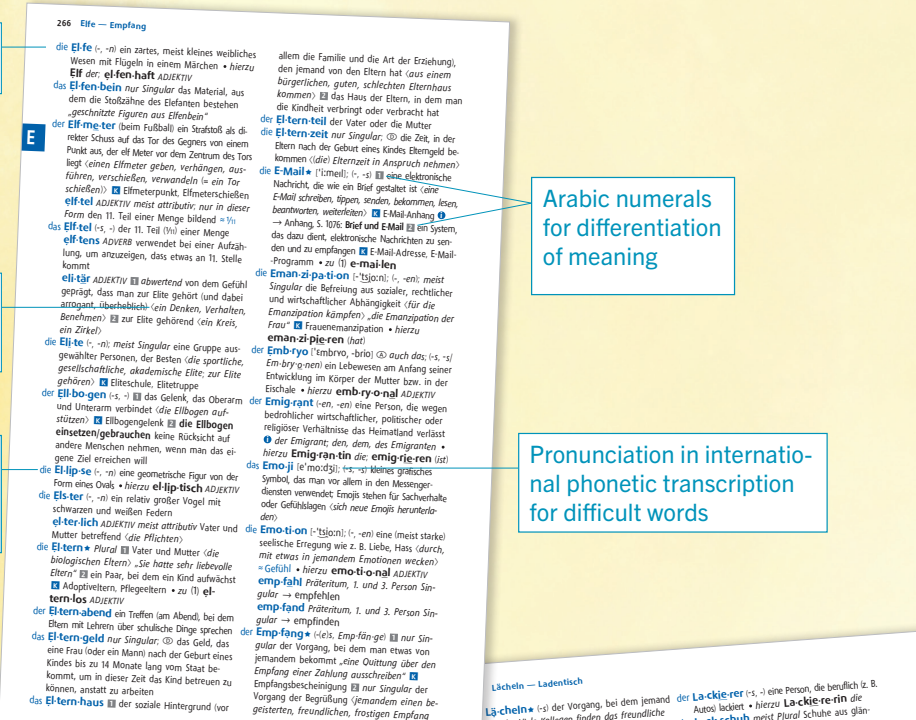 266 Elfe — Empfang
die El·fe (-, -n) ein zartes, meist kleines weibliches
Wesen mit Flügeln in einem Märchen • hierzu
Elf der; el·fen·haft ADJEKTIV
das El·fen·bein nur Singular das Material, aus
dem die Stoßzähne des Elefanten bestehen
„geschnitzte Figuren aus Elfenbein"
der Elf·me·ter (beim Fußball) ein Strafstoß als di-
rekter Schuss auf das Tor des Gegners von einem
Punkt aus, der elf Meter vor dem Zentrum des Tors
liegt ⟨einen Elfmeter geben, verhängen, aus-
führen, verschießen, verwandeln (= ein Tor
schießen)⟩ K Elfmeterpunkt, Elfmeterschießen
elf·tel ADJEKTIV meist attributiv; nur in dieser
Form den 11. Teil einer Menge bildend ≈ 1/11
das Elf·tel (-s, -) der 11. Teil (1/11) einer Menge
elf·tens ADVERB verwendet bei einer Aufzäh-
lung, um anzuzeigen, dass etwas an 11. Stelle
kommt
eli·tär ADJEKTIV 1 abwertend von dem Gefühl
geprägt, dass man zur Elite gehört (und dabei
arrogant, überheblich) ⟨ein Denken, Verhalten,
Benehmen⟩ 2 zur Elite gehörend ⟨ein Kreis,
ein Zirkel⟩
die Eli·te (-, -n); meist Singular eine Gruppe aus-
gewählter Personen, der Besten ⟨die sportliche,
gesellschaftliche, akademische Elite; zur Elite
gehören⟩ K Eliteschule, Elitetruppe
der Ell·bo·gen (-s, -) 1 das Gelenk, das Oberarm
und Unterarm verbindet ⟨die Ellbogen auf-
stützen⟩ K Ellbogengelenk 2 die Ellbogen
einsetzen/gebrauchen keine Rücksicht auf
andere Menschen nehmen, wenn man das ei-
gene Ziel erreichen will
die El·lip·se (-, -n) eine geometrische Figur von der
Form eines Ovals • hierzu el·lip·tisch ADJEKTIV
die Els·ter (-, -n) ein relativ großer Vogel mit
schwarzen und weißen Federn
el·ter·lich ADJEKTIV meist attributiv Vater und
Mutter betreffend ⟨die Pflichten⟩
die El·tern★ Plural 1 Vater und Mutter ⟨die
biologischen Eltern⟩ „Sie hatte sehr liebevolle
Eltern" 2 ein Paar, bei dem ein Kind aufwächst
K Adoptiveltern, Pflegeeltern • zu (1) el-
tern·los ADJEKTIV
der El·tern·abend ein Treffen (am Abend), bei dem
Eltern mit Lehrern über schulische Dinge sprechen
das El·tern·geld nur Singular; D das Geld, das
eine Frau (oder ein Mann) nach der Geburt eines
Kindes bis zu 14 Monate lang vom Staat be-
kommt, um in dieser Zeit das Kind betreuen zu
können, anstatt zu arbeiten
das El·tern·haus 1 der soziale Hintergrund (vor
allem die Familie und die Art der Erziehung),
den jemand von den Eltern hat ⟨aus einem
bürgerlichen, guten, schlechten Elternhaus
kommen⟩ 2 das Haus der Eltern, in dem man
die Kindheit verbringt oder verbracht hat
der El·tern·teil der Vater oder die Mutter
die El·tern·zeit nur Singular; D die Zeit, in der
Eltern nach der Geburt eines Kindes Elterngeld be-
kommen ⟨(die) Elternzeit in Anspruch nehmen⟩
die E-Mail★ ['i:meɪl]; (-, -s) 1 eine elektronische
Nachricht, die wie ein Brief gestaltet ist ⟨eine
E-Mail schreiben, tippen, senden, bekommen, lesen,
beantworten, weiterleiten⟩ K E-Mail-Anhang
→ Anhang, S. 1076: Brief und E-Mail 2 ein System,
das dazu dient, elektronische Nachrichten zu sen-
den und zu empfangen K E-Mail-Adresse, E-Mail-
-Programm • zu (1) e-mai·len
die Eman·zi·pa·ti·on [-'tsjo:n]; (-, -en); meist
Singular die Befreiung aus sozialer, rechtlicher
und wirtschaftlicher Abhängigkeit ⟨für die
Emanzipation kämpfen⟩ „die Emanzipation der
Frau" K Frauenemanzipation • hierzu
eman·zi·pie·ren (hat)
der Emb·ryo ['ɛmbryo, -brio] A auch das; (-s, -s/
Em·bry·o·nen) ein Lebewesen am Anfang seiner
Entwicklung im Körper der Mutter bzw. in der
Eischale • hierzu emb·ry·o·nal ADJEKTIV
der Emig·rant (-en, -en) eine Person, die wegen
bedrohlicher wirtschaftlicher, politischer oder
religiöser Verhältnisse das Heimatland verlässt
der Emigrant; den, dem, des Emigranten •
hierzu Emig·ran·tin die; emig·rie·ren (ist)
das Emo·ji [e'mo:dʒi]; (-s, -s) kleines grafisches
Symbol, das man vor allem in den Messenger-
diensten verwendet; Emojis stehen für Sachverhalte
oder Gefühlslagen ⟨sich neue Emojis herunterla-
den⟩
die Emo·ti·on [-'tsjo:n]; (-, -en) eine (meist starke)
seelische Erregung wie z. B. Liebe, Hass ⟨durch,
mit etwas in jemandem Emotionen wecken⟩
≈ Gefühl • hierzu emo·ti·o·nal ADJEKTIV
emp·fahl Präteritum, 1. und 3. Person Sin-
gular → empfehlen
emp·fand Präteritum, 1. und 3. Person Sin-
gular → empfinden
der Emp·fang★ (-(e)s, Emp·fän·ge) 1 nur Sin-
gular der Vorgang, bei dem man etwas von
jemandem bekommt „eine Quittung über den
Empfang einer Zahlung ausschreiben" K
Empfangsbescheinigung 2 nur Singular der
Vorgang der Begrüßung ⟨jemandem einen be-
geisterten, freundlichen, frostigen Empfang
E
Arabic numerals
for differentiation
of meaning
Pronunciation in internatio-
nal phonetic transcription
for difficult words
Lächeln — Ladentisch
Lä·cheln★ (-s) der Vorgang, bei dem jemand
Kollegen finden das freundliche
der La·ckie·rer (-s, -) eine Person, die beruflich (z. B.
Autos) lackiert • hierzu La·ckie·re·rin die
schuh meist Plural Schuhe aus glän-